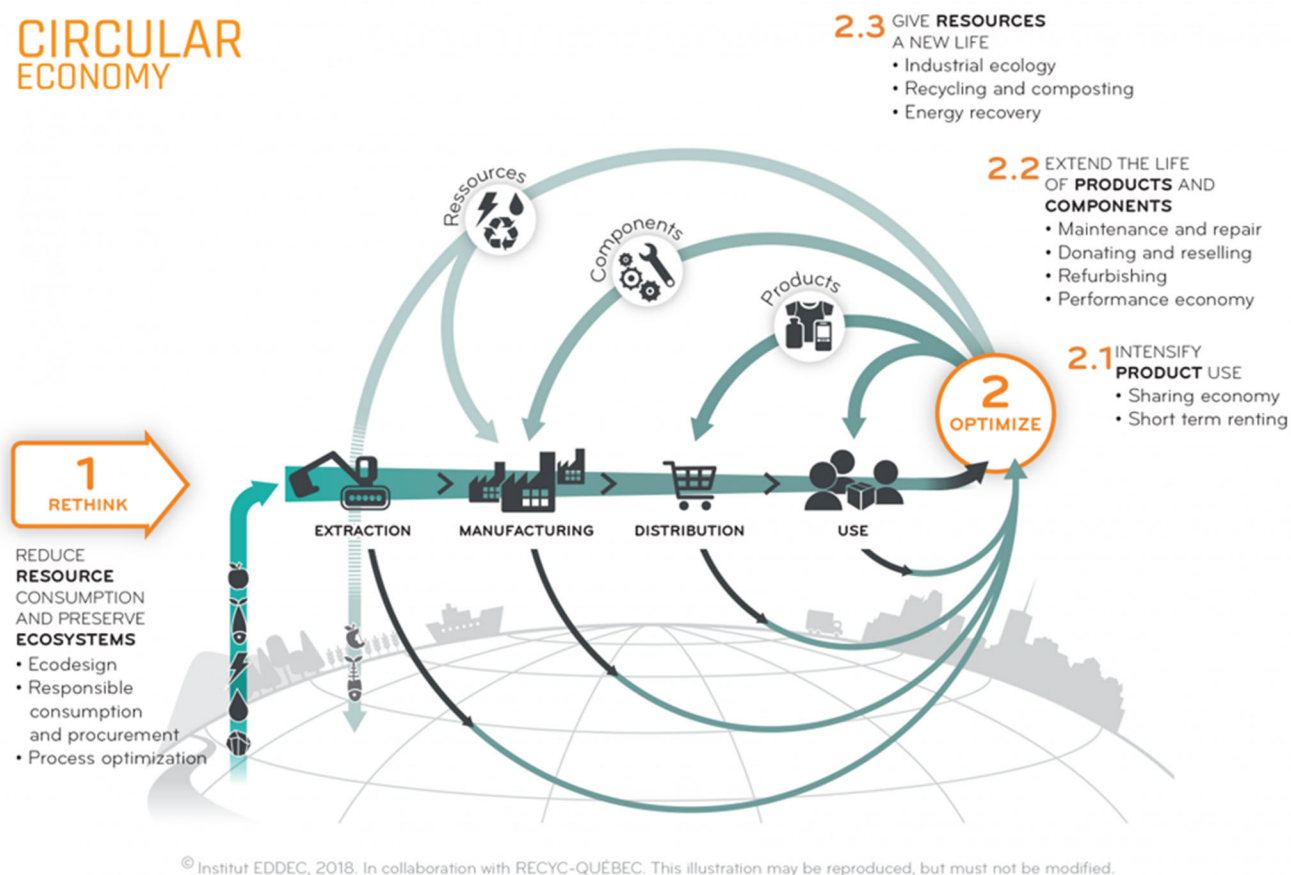 CIRCULAR
ECONOMY
2.3 GIVE RESOURCES
A NEW LIFE
• Industrial ecology
• Recycling and composting
• Energy recovery
2.2 EXTEND THE LIFE
OF PRODUCTS AND
COMPONENTS
• Maintenance and repair
• Donating and reselling
• Refurbishing
• Performance economy
2.1 INTENSIFY
PRODUCT USE
• Sharing economy
• Short term renting
Ressources
Components
Products
2
OPTIMIZE
1
RETHINK
EXTRACTION
MANUFACTURING
DISTRIBUTION
USE
REDUCE
RESOURCE
CONSUMPTION
AND PRESERVE
ECOSYSTEMS
• Ecodesign
• Responsible
consumption
and procurement
• Process optimization
© Institut EDDEC, 2018. In collaboration with RECYC-QUÉBEC. This illustration may be reproduced, but must not be modified.